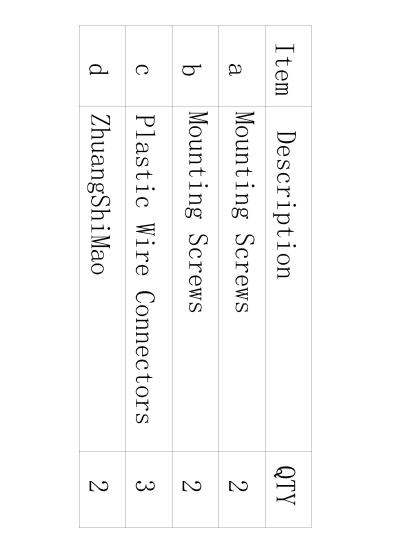 Item Description QTY
a Mounting Screws 2
b Mounting Screws 2
c Plastic Wire Connectors 3
d ZhuangShiMao 2